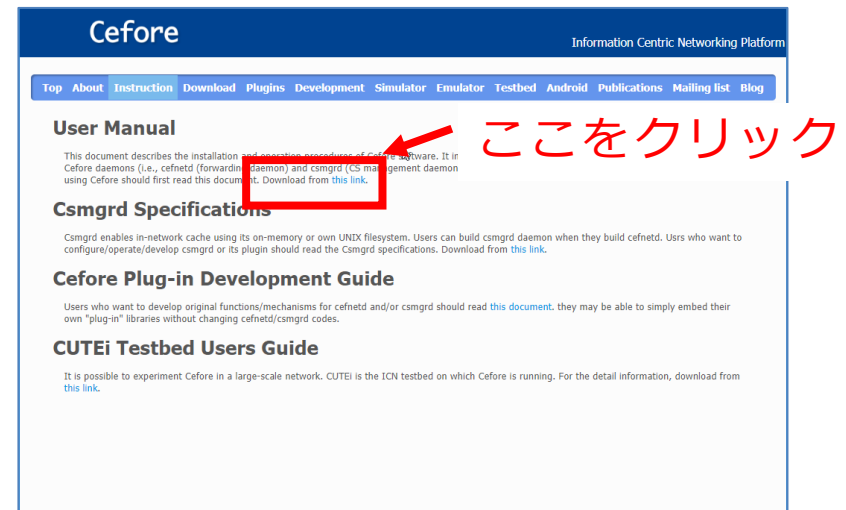 Cefore
Information Centric Networking Platform
Top About Instruction Download Plugins Development Simulator Emulator Testbed Android Publications Mailing list Blog
User Manual
ここをクリック
This document describes the installation and operation procedures of Cefore software. It in
Cefore daemons (i.e., cefnetd (forwarding daemon) and csmgrd (CS management daemon
using Cefore should first read this document. Download from this link.
Csmgrd Specifications
Csmgrd enables in-network cache using its on-memory or own UNIX filesystem. Users can build csmgrd daemon when they build cefnetd. Usrs who want to
configure/operate/develop csmgrd or its plugin should read the Csmgrd specifications. Download from this link.
Cefore Plug-in Development Guide
Users who want to develop original functions/mechanisms for cefnetd and/or csmgrd should read this document. they may be able to simply embed their
own "plug-in" libraries without changing cefnetd/csmgrd codes.
CUTEi Testbed Users Guide
It is possible to experiment Cefore in a large-scale network. CUTEi is the ICN testbed on which Cefore is running. For the detail information, download from
this link.